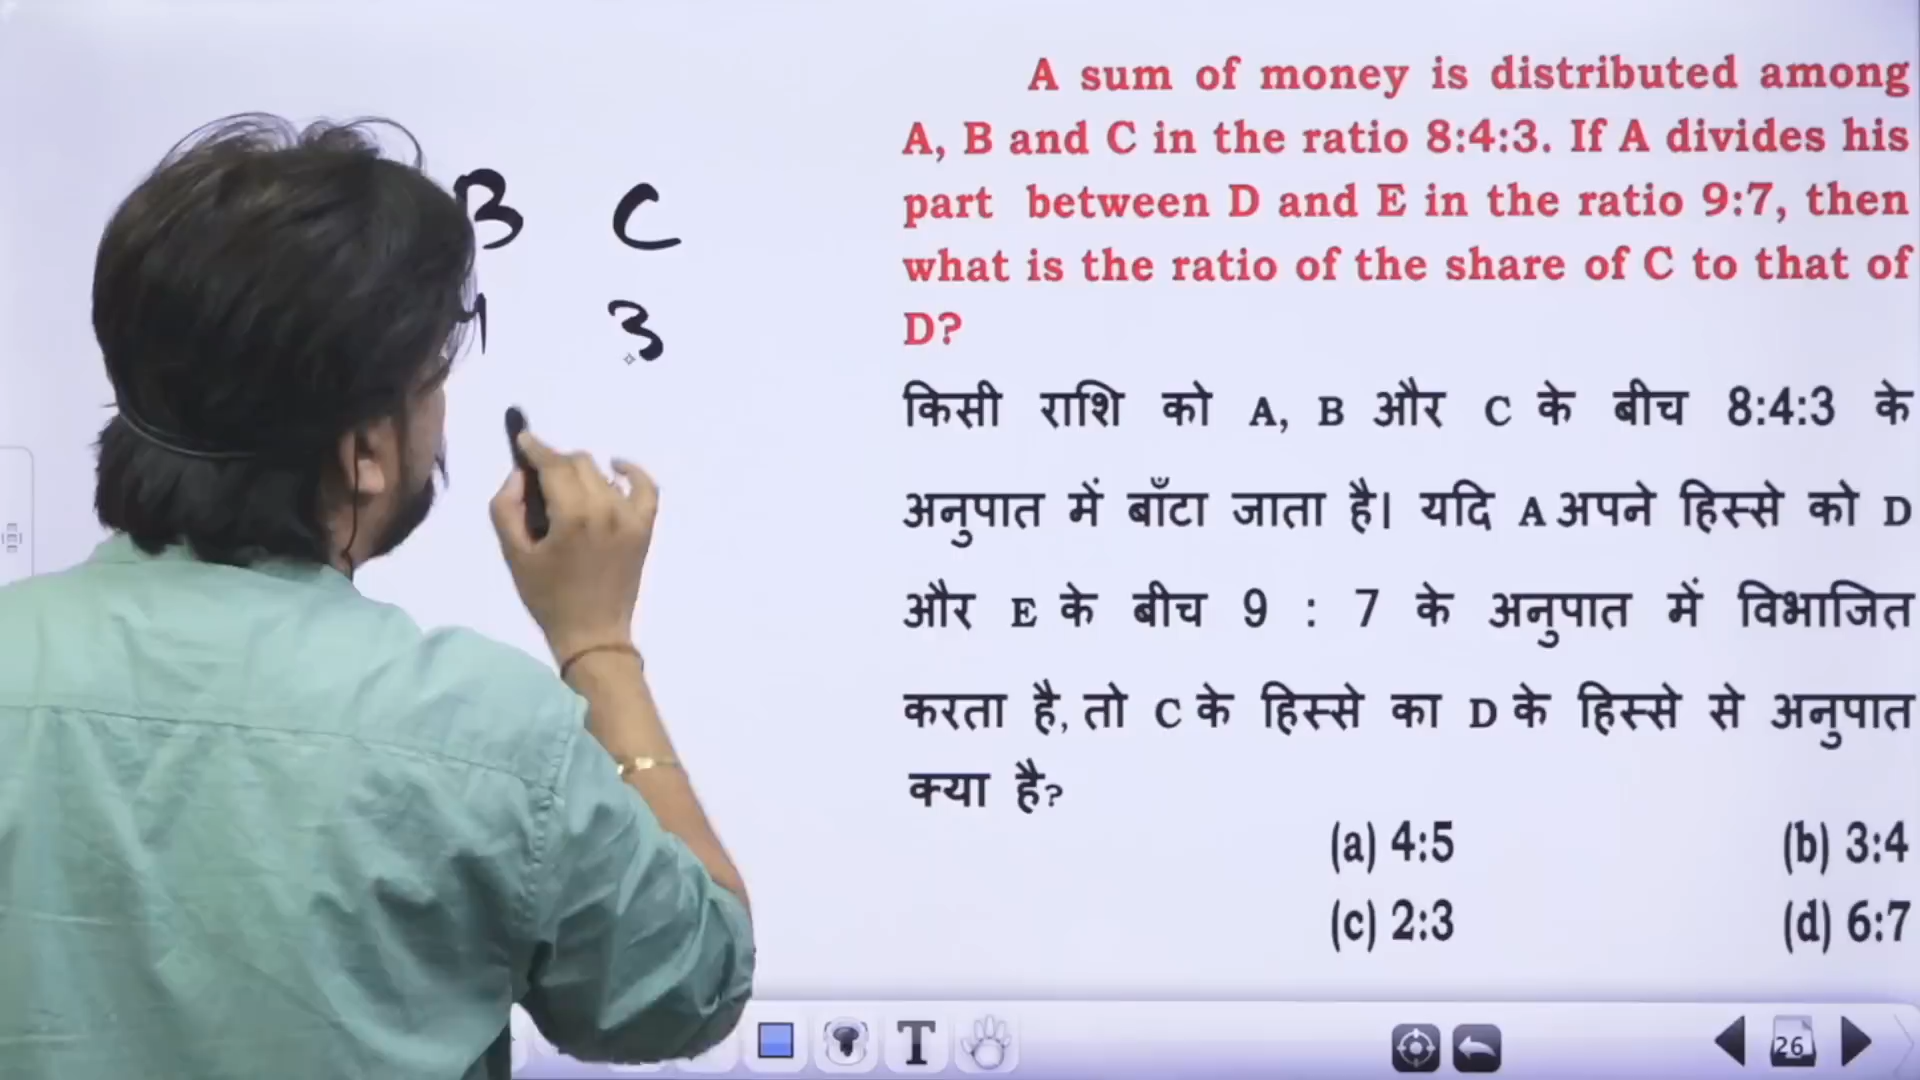 B C
3
A sum of money is distributed among
A, B and C in the ratio 8:4:3. If A divides his
part between D and E in the ratio 9:7, then
what is the ratio of the share of C to that of
D?
किसी राशि को A, B और C के बीच 8:4:3 के
अनुपात में बाँटा जाता है। यदि A अपने हिस्से को D
और E के बीच 9 : 7 के अनुपात में विभाजित
करता है, तो C के हिस्से का D के हिस्से से अनुपात
क्या है?
(a) 4:5 (b) 3:4
(c) 2:3 (d) 6:7
T 26